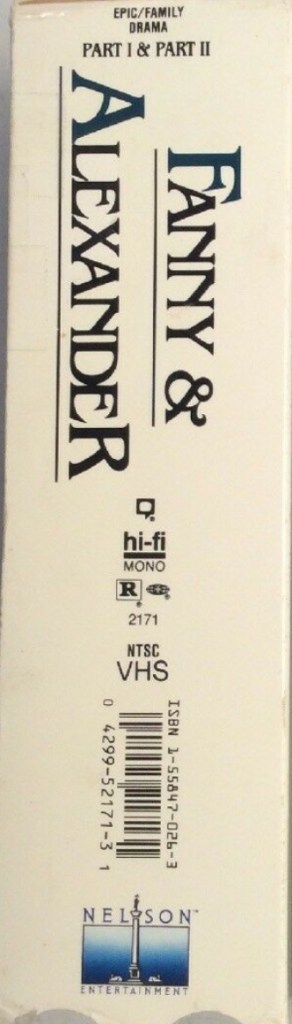 EPIC/FAMILY
DRAMA
PART I & PART II
FANNY &
ALEXANDER
hi-fi
MONO
R
2171
NTSC
VHS
ISBN 1-55847-026-3
0 4299-52171-3 1
NELSON™
ENTERTAINMENT